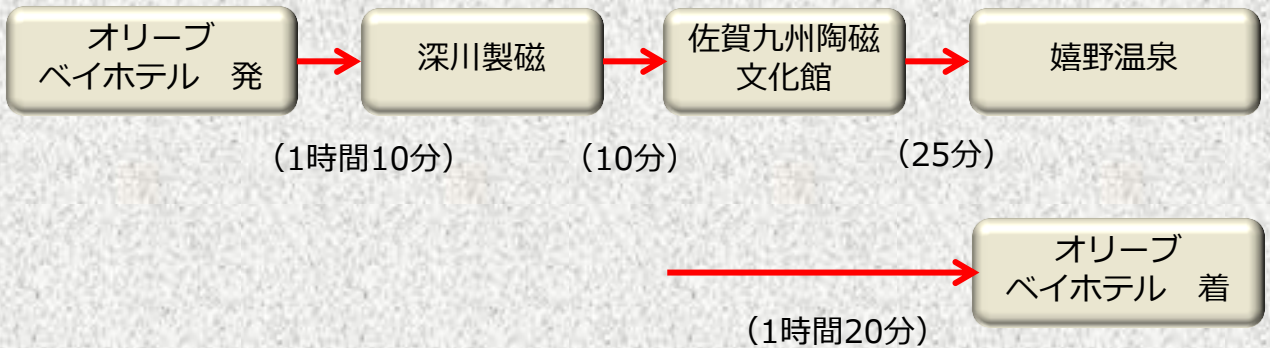 オリーブ
ベイホテル　発
深川製磁
佐賀九州陶磁
文化館
嬉野温泉
（1時間10分）
（10分）
（25分）
オリーブ
ベイホテル　着
（1時間20分）